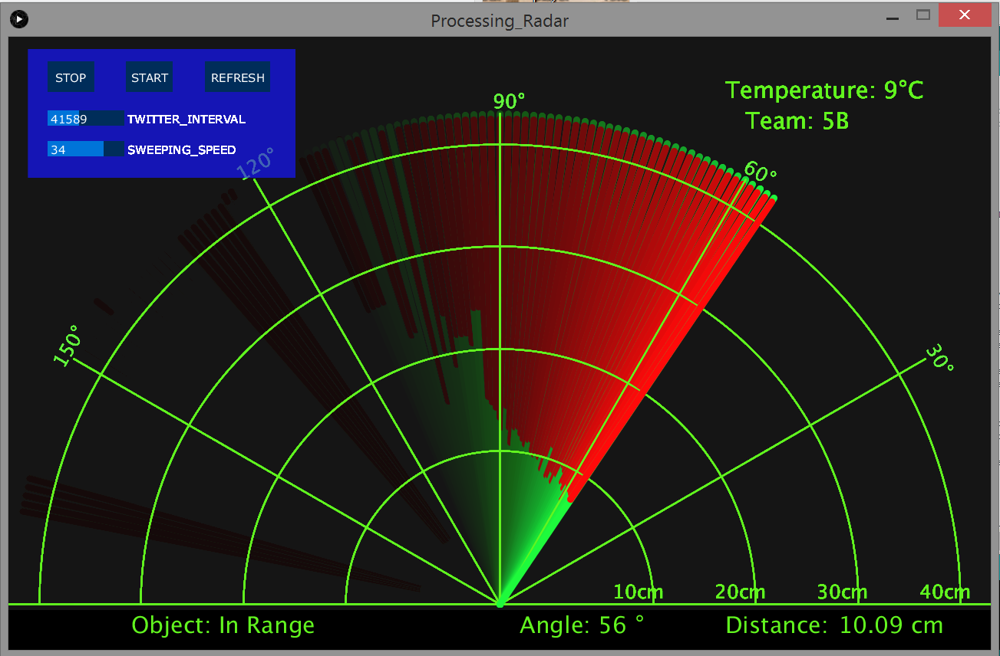 Processing_Radar
STOP START REFRESH
41589 TWITTER_INTERVAL
34 SWEEPING_SPEED
Temperature: 9°C
Team: 5B
90°
120°
60°
150°
30°
10cm 20cm 30cm 40cm
Object: In Range Angle: 56 ° Distance: 10.09 cm